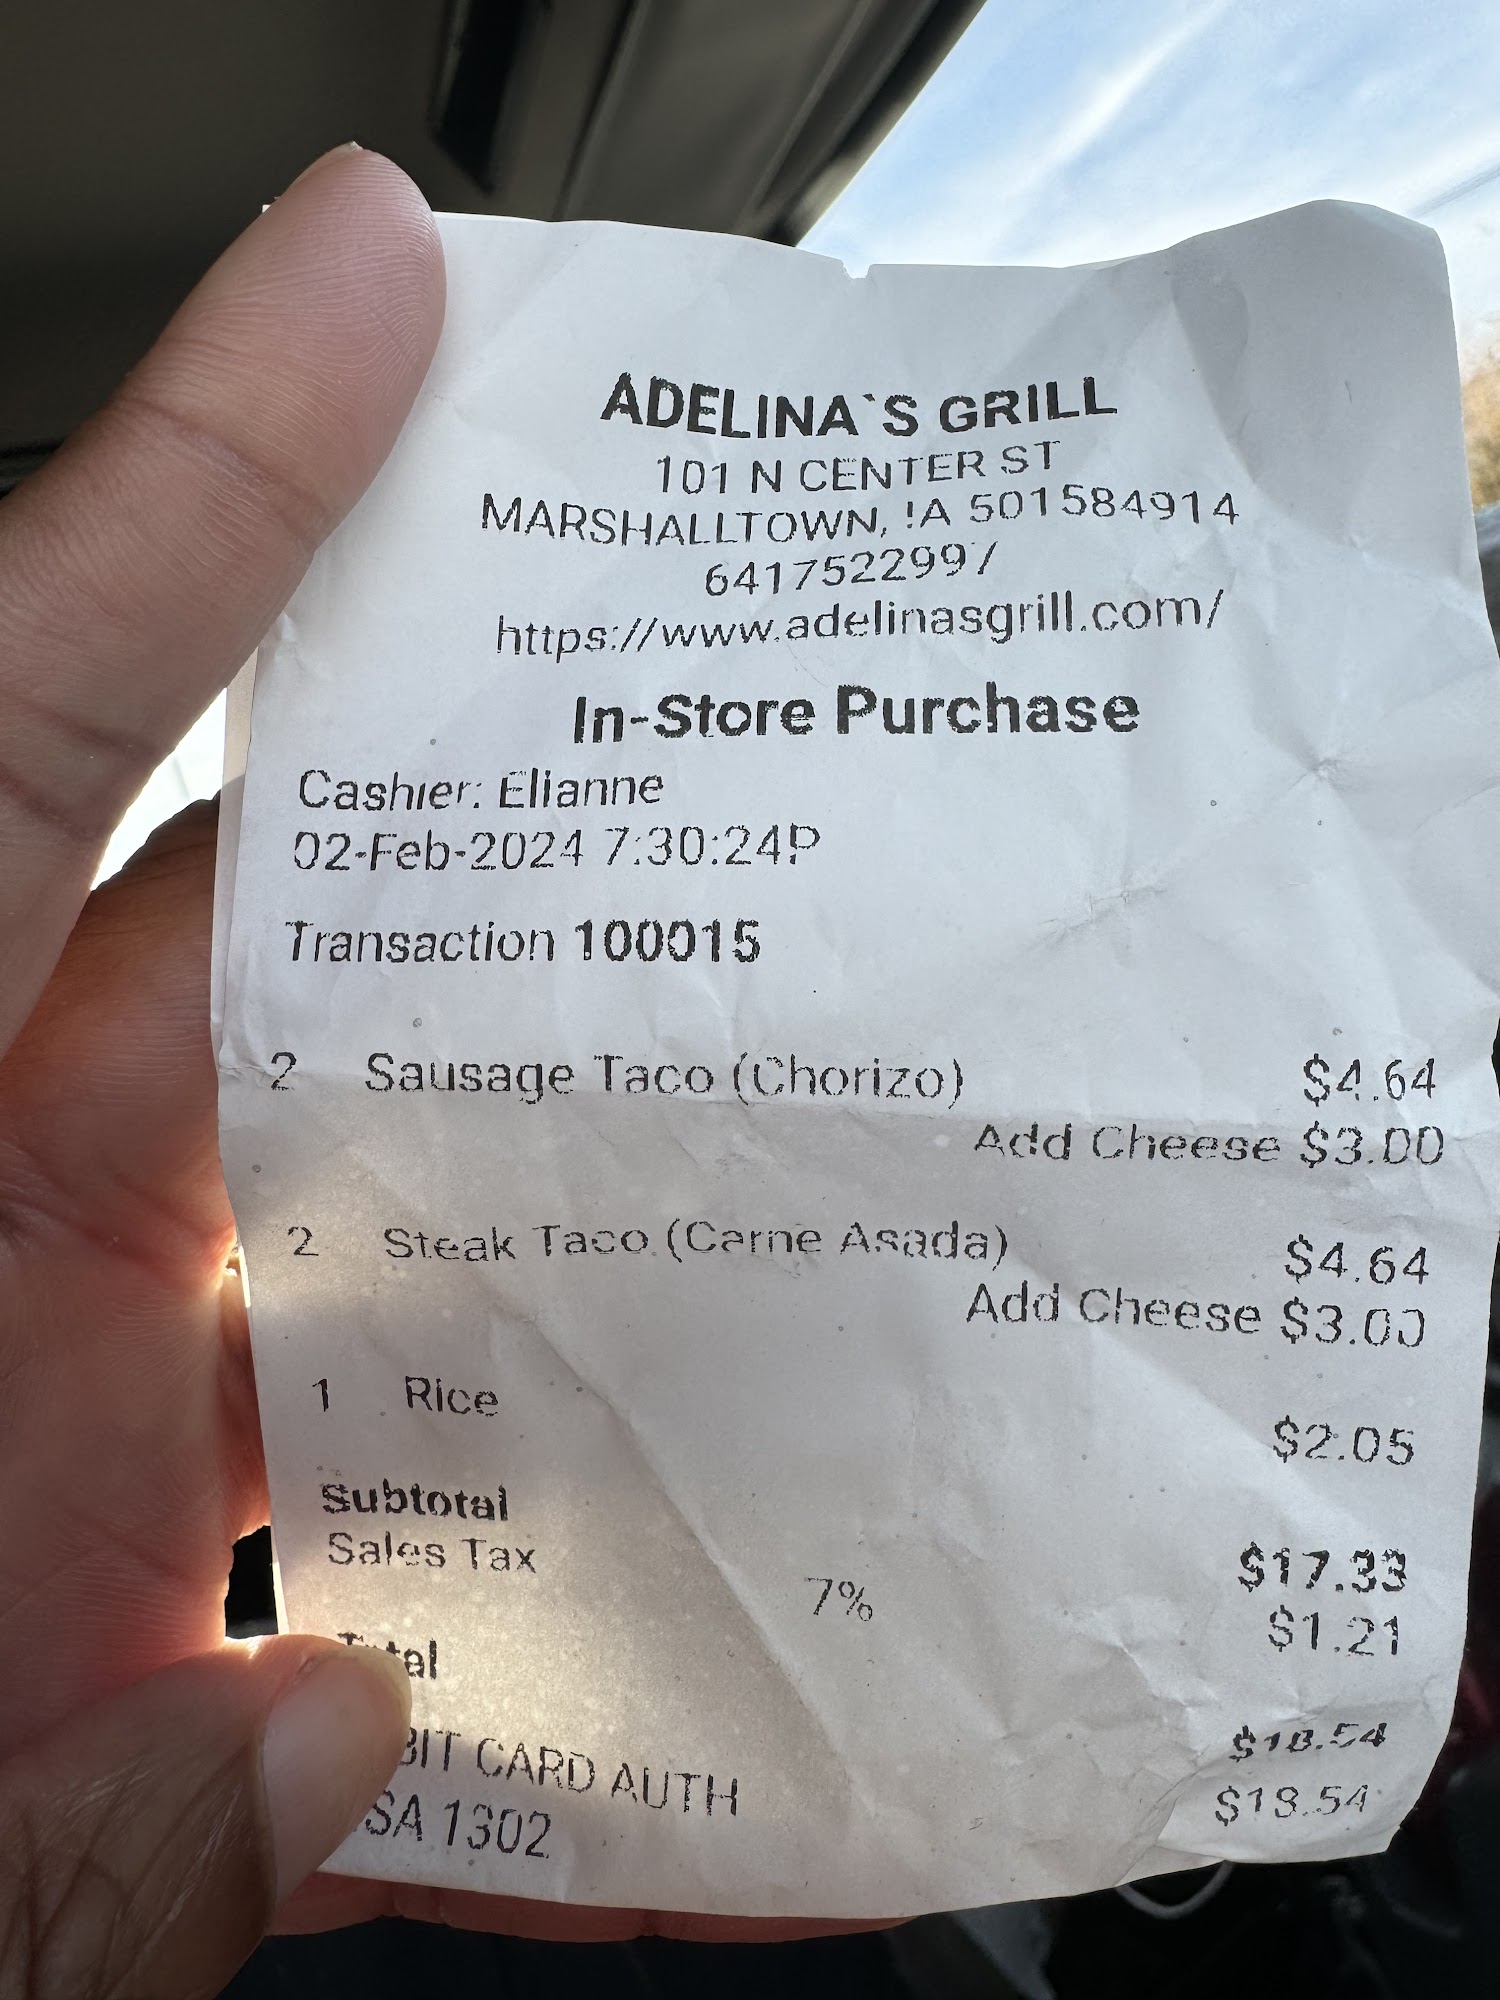 ADELINA`S GRILL
101 N CENTER ST
MARSHALLTOWN, IA 501584914
6417522997
https://www.adelinasgrill.com/
In-Store Purchase
Cashier: Elianne
02-Feb-2024 7:30:24P
Transaction 100015
2 Sausage Taco (Chorizo) $4.64
Add Cheese $3.00
2 Steak Taco (Carne Asada) $4.64
Add Cheese $3.00
1 Rice $2.05
Subtotal $17.33
Sales Tax 7% $1.21
Total $18.54
BIT CARD AUTH $18.54
SA 1302